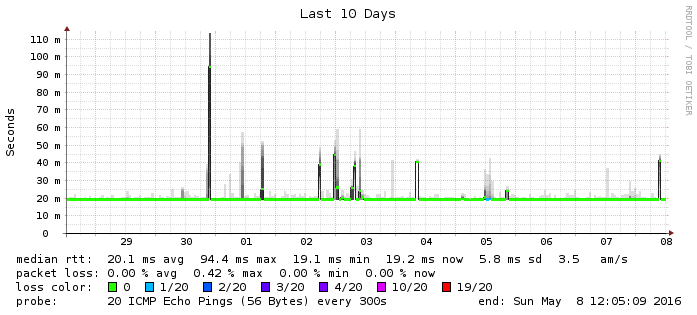 Last 10 Days
RRDTOOL / TOBI OETIKER
Seconds
110 m
100 m
90 m
80 m
70 m
60 m
50 m
40 m
30 m
20 m
10 m
0
29 30 01 02 03 04 05 06 07 08
median rtt: 20.1 ms avg 94.4 ms max 19.1 ms min 19.2 ms now 5.8 ms sd 3.5 am/s
packet loss: 0.00 % avg 0.42 % max 0.00 % min 0.00 % now
loss color: 0 1/20 2/20 3/20 4/20 10/20 19/20
probe: 20 ICMP Echo Pings (56 Bytes) every 300s end: Sun May 8 12:05:09 2016